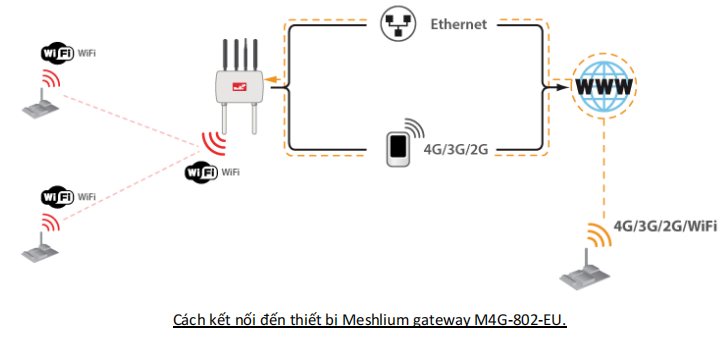 Ethernet
WiFi WiFi
WWW
4G/3G/2G
WiFi WiFi
WiFi WiFi
4G/3G/2G/WiFi
Cách kết nối đến thiết bị Meshlium gateway M4G-802-EU.